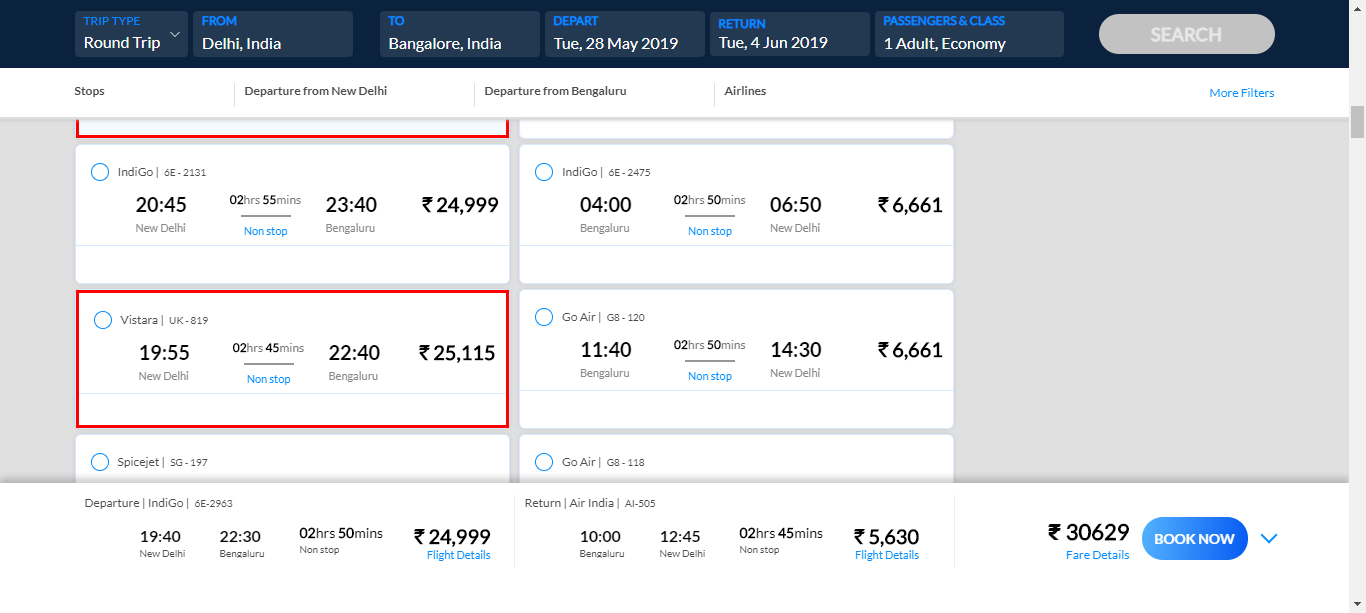 TRIP TYPE
Round Trip
FROM
Delhi, India
TO
Bangalore, India
DEPART
Tue, 28 May 2019
RETURN
Tue, 4 Jun 2019
PASSENGERS & CLASS
1 Adult, Economy
SEARCH
Stops
Departure from New Delhi
Departure from Bengaluru
Airlines
More Filters
IndiGo | 6E - 2131
20:45 02hrs 55mins 23:40 ₹ 24,999
New Delhi Non stop Bengaluru
IndiGo | 6E - 2475
04:00 02hrs 50mins 06:50 ₹ 6,661
Bengaluru Non stop New Delhi
Vistara | UK - 819
19:55 02hrs 45mins 22:40 ₹ 25,115
New Delhi Non stop Bengaluru
Go Air | G8 - 120
11:40 02hrs 50mins 14:30 ₹ 6,661
Bengaluru Non stop New Delhi
Spicejet | SG - 197
Go Air | G8 - 118
Departure | IndiGo | 6E-2963
19:40 22:30 02hrs 50mins ₹ 24,999
New Delhi Bengaluru Non stop Flight Details
Return | Air India | AI-505
10:00 12:45 02hrs 45mins ₹ 5,630
Bengaluru New Delhi Non stop Flight Details
₹ 30629
Fare Details
BOOK NOW